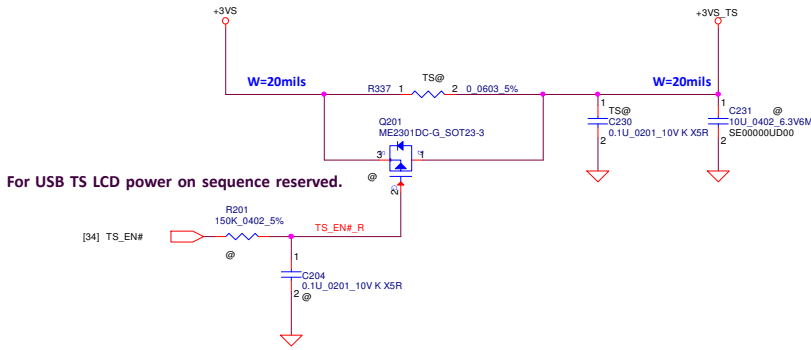 +3VS
+3VS_TS
W=20mils
R337 1 TS@ 2 0_0603_5%
W=20mils
Q201
ME2301DC-G_SOT23-3
3 1
@
2
1 TS@
C230
0.1U_0201_10V K X5R
2
1 C231 @
10U_0402_6.3V6M
2 SE00000UD00
For USB TS LCD power on sequence reserved.
[34] TS_EN#
R201
150K_0402_5%
@
TS_EN#_R
1
C204
0.1U_0201_10V K X5R
2 @